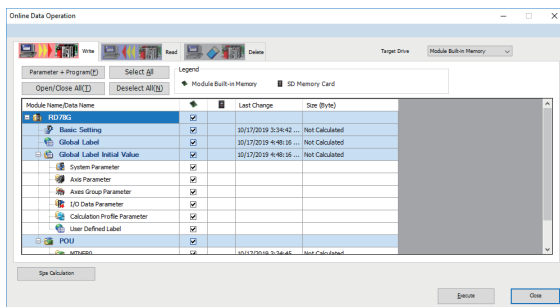 Online Data Operation
Write
Read
Delete
Target Drive
Module Built-in Memory
Parameter + Program(F)
Select All
Legend
Open/Close All(T)
Deselect All(N)
Module Built-in Memory
SD Memory Card
Module Name/Data Name
Last Change
Size (Byte)
RD78G
Basic Setting
10/17/2019 3:34:42 ...
Not Calculated
Global Label
10/17/2019 4:48:16 ...
Not Calculated
Global Label Initial Value
10/17/2019 4:48:16 ...
Not Calculated
System Parameter
Axis Parameter
Axes Group Parameter
I/O Data Parameter
Calculation Profile Parameter
User Defined Label
POU
10/17/2019 3:34:45
Not Calculated
Size Calculation
Execute
Close